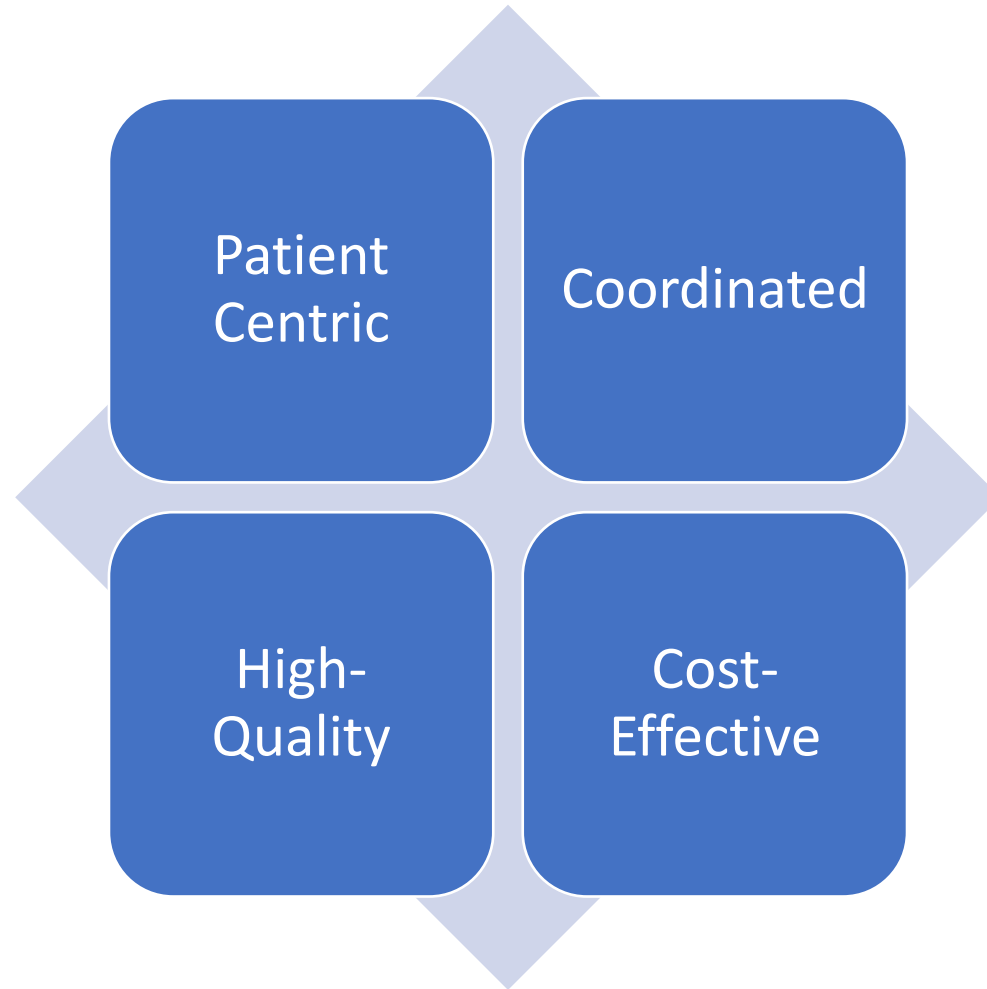 Patient
Centric
Coordinated
High-
Quality
Cost-
Effective